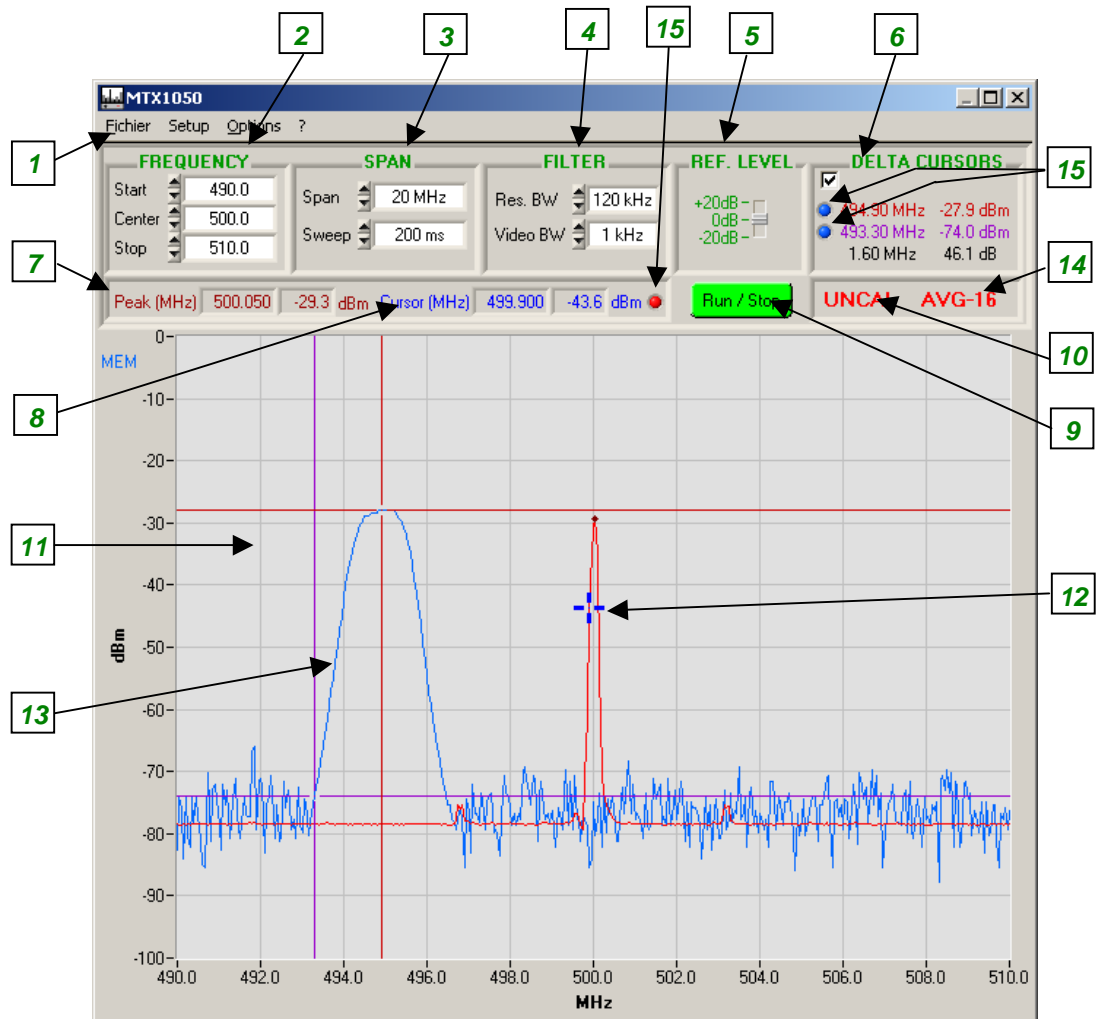 2 3 4 15 5 6
MTX1050
Fichier Setup Options ?
1
FREQUENCY SPAN FILTER REF. LEVEL DELTA CURSORS
Start 490.0
Center 500.0
Stop 510.0
Span 20 MHz
Sweep 200 ms
Res. BW 120 kHz
Video BW 1 kHz
+20dB
0dB
-20dB
494.90 MHz -27.9 dBm
493.30 MHz -74.0 dBm
1.60 MHz 46.1 dB
15
7
14
Peak (MHz) 500.050 -29.3 dBm Cursor (MHz) 499.900 -43.6 dBm Run / Stop UNCAL AVG-16
MEM
10
8
9
11
12
13
0
-10
-20
-30
-40
-50
-60
-70
-80
-90
-100
dBm
490.0 492.0 494.0 496.0 498.0 500.0 502.0 504.0 506.0 508.0 510.0
MHz